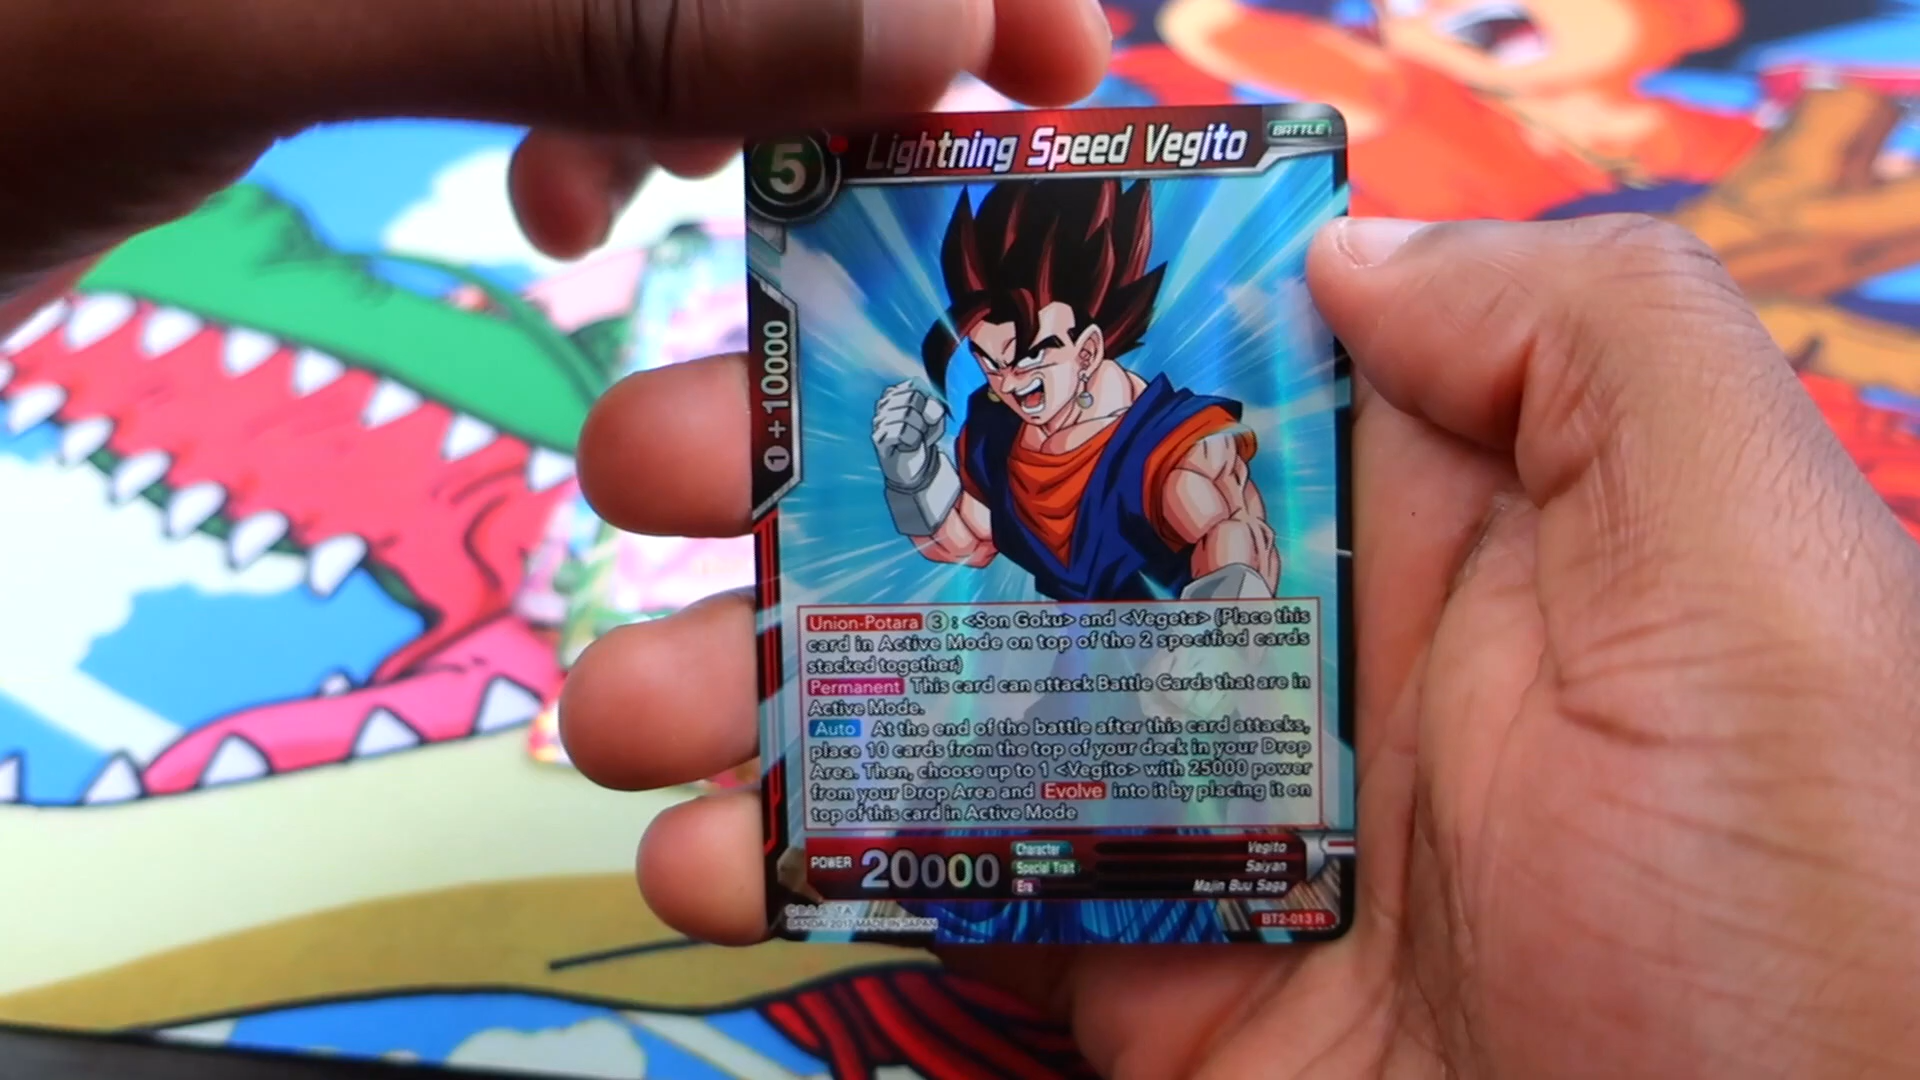 5
Lightning Speed Vegito
BATTLE
1 + 10000
Union-Potara 3 : <Son Goku> and <Vegeta> (Place this
card in Active Mode on top of the 2 specified cards
stacked together)
Permanent This card can attack Battle Cards that are in
Active Mode.
Auto At the end of the battle after this card attacks,
place 10 cards from the top of your deck in your Drop
Area. Then, choose up to 1 <Vegito> with 25000 power
from your Drop Area and Evolve into it by placing it on
top of this card in Active Mode
POWER 20000
Character Vegito
Special Trait Saiyan
Era Majin Buu Saga
BANDAI 2017 MADE IN JAPAN
BT2-013 R